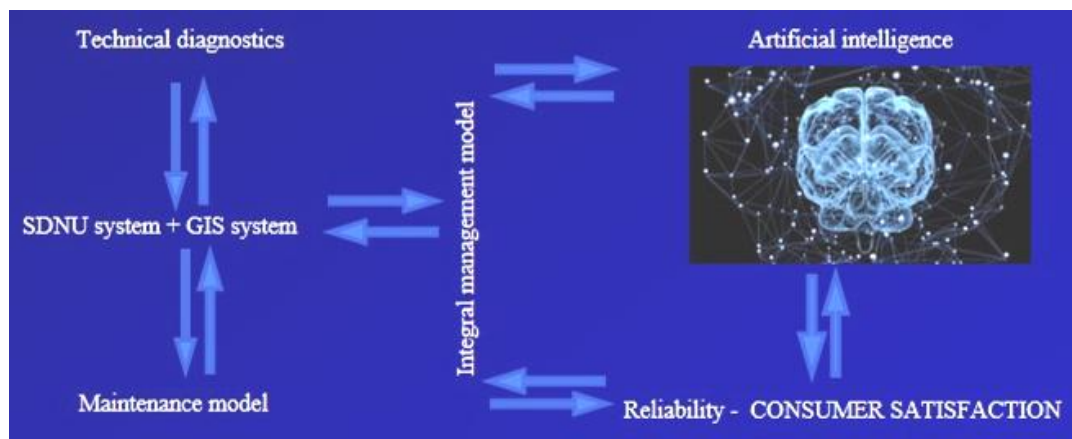 Technical diagnostics
Artificial intelligence
SDNU system + GIS system
Integral management model
Maintenance model
Reliability - CONSUMER SATISFACTION